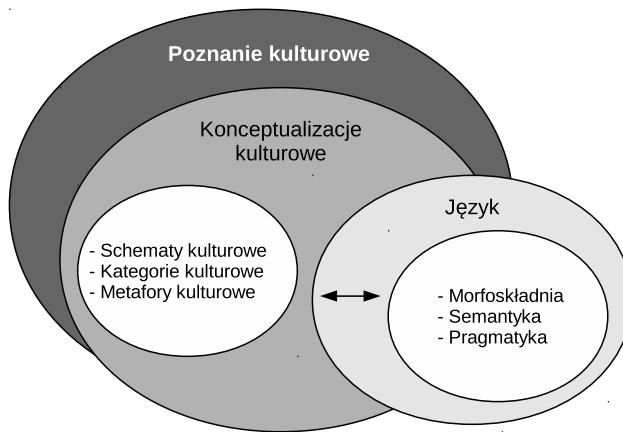 Poznanie kulturowe
Konceptualizacje
kulturowe
Język
- Schematy kulturowe
- Kategorie kulturowe
- Metafory kulturowe
- Morfoskładnia
- Semantyka
- Pragmatyka